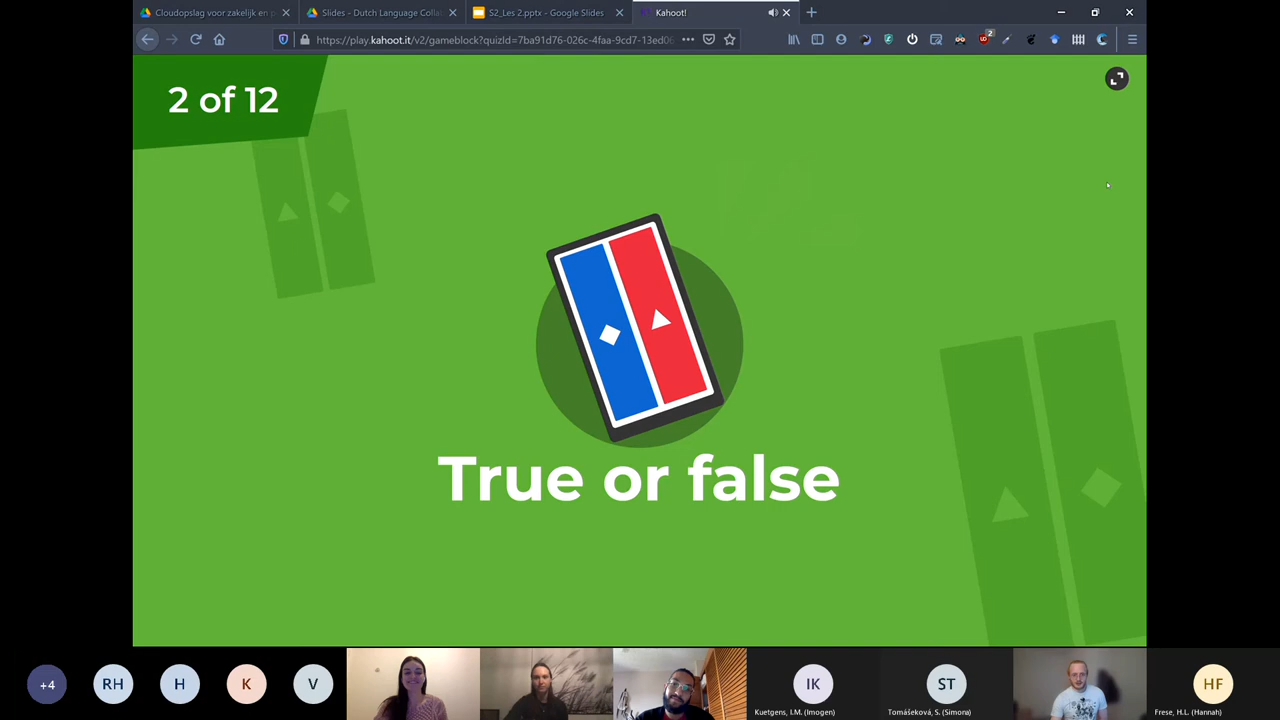 Cloudopslag voor zakelijk en p
Slides - Dutch Language Colla
S2_Les 2.pptx - Google Slides
Kahoot!
https://play.kahoot.it/v2/gameblock?quizId=7ba91d76-026c-4faa-9cd7-13ed06
2
2 of 12
True or false
+4
RH
H
K
V
IK
ST
HF
Kuetgens, I.M. (Imogen)
Tomášeková, S. (Simona)
Frese, H.L. (Hannah)